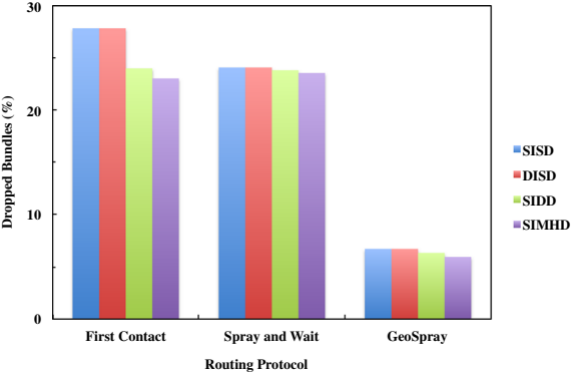 30
20
10
0
Dropped Bundles (%)
First Contact
Spray and Wait
GeoSpray
Routing Protocol
SISD
DISD
SIDD
SIMHD